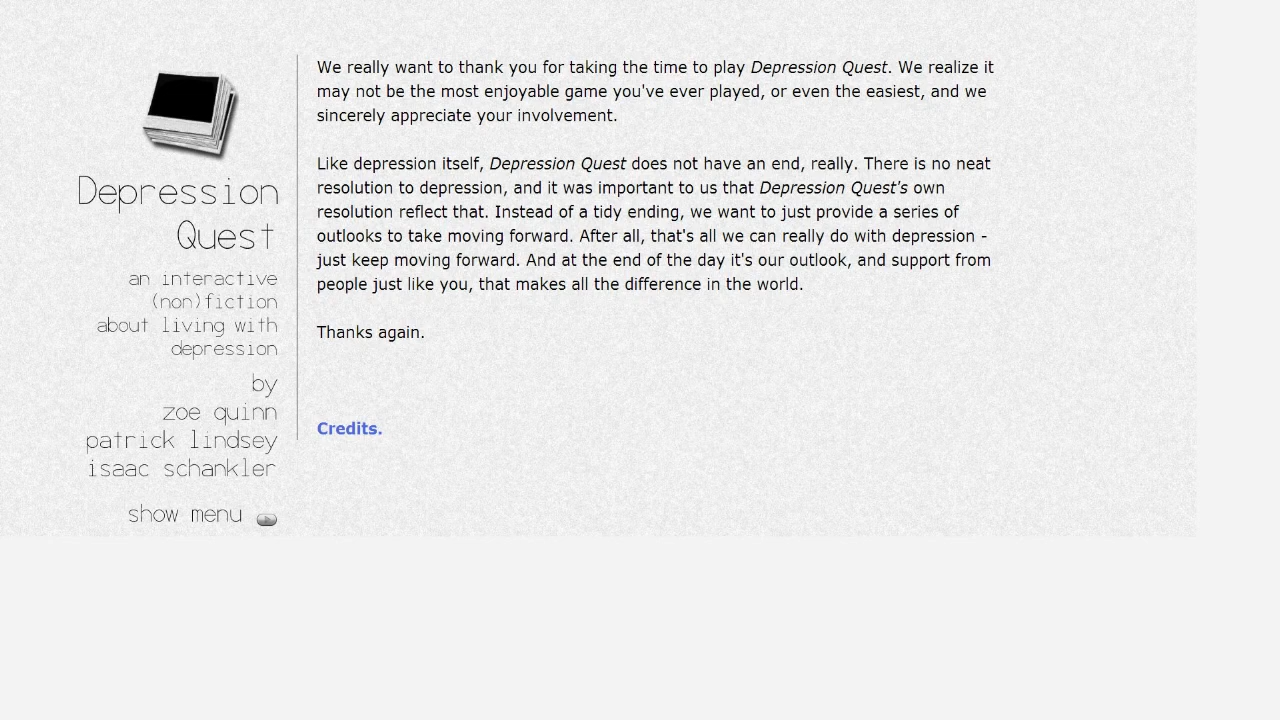 Depression
Quest
an interactive
(non)fiction
about living with
depression
by
zoe quinn
patrick lindsey
isaac schankler
show menu
We really want to thank you for taking the time to play Depression Quest. We realize it
may not be the most enjoyable game you've ever played, or even the easiest, and we
sincerely appreciate your involvement.
Like depression itself, Depression Quest does not have an end, really. There is no neat
resolution to depression, and it was important to us that Depression Quest's own
resolution reflect that. Instead of a tidy ending, we want to just provide a series of
outlooks to take moving forward. After all, that's all we can really do with depression -
just keep moving forward. And at the end of the day it's our outlook, and support from
people just like you, that makes all the difference in the world.
Thanks again.
Credits.